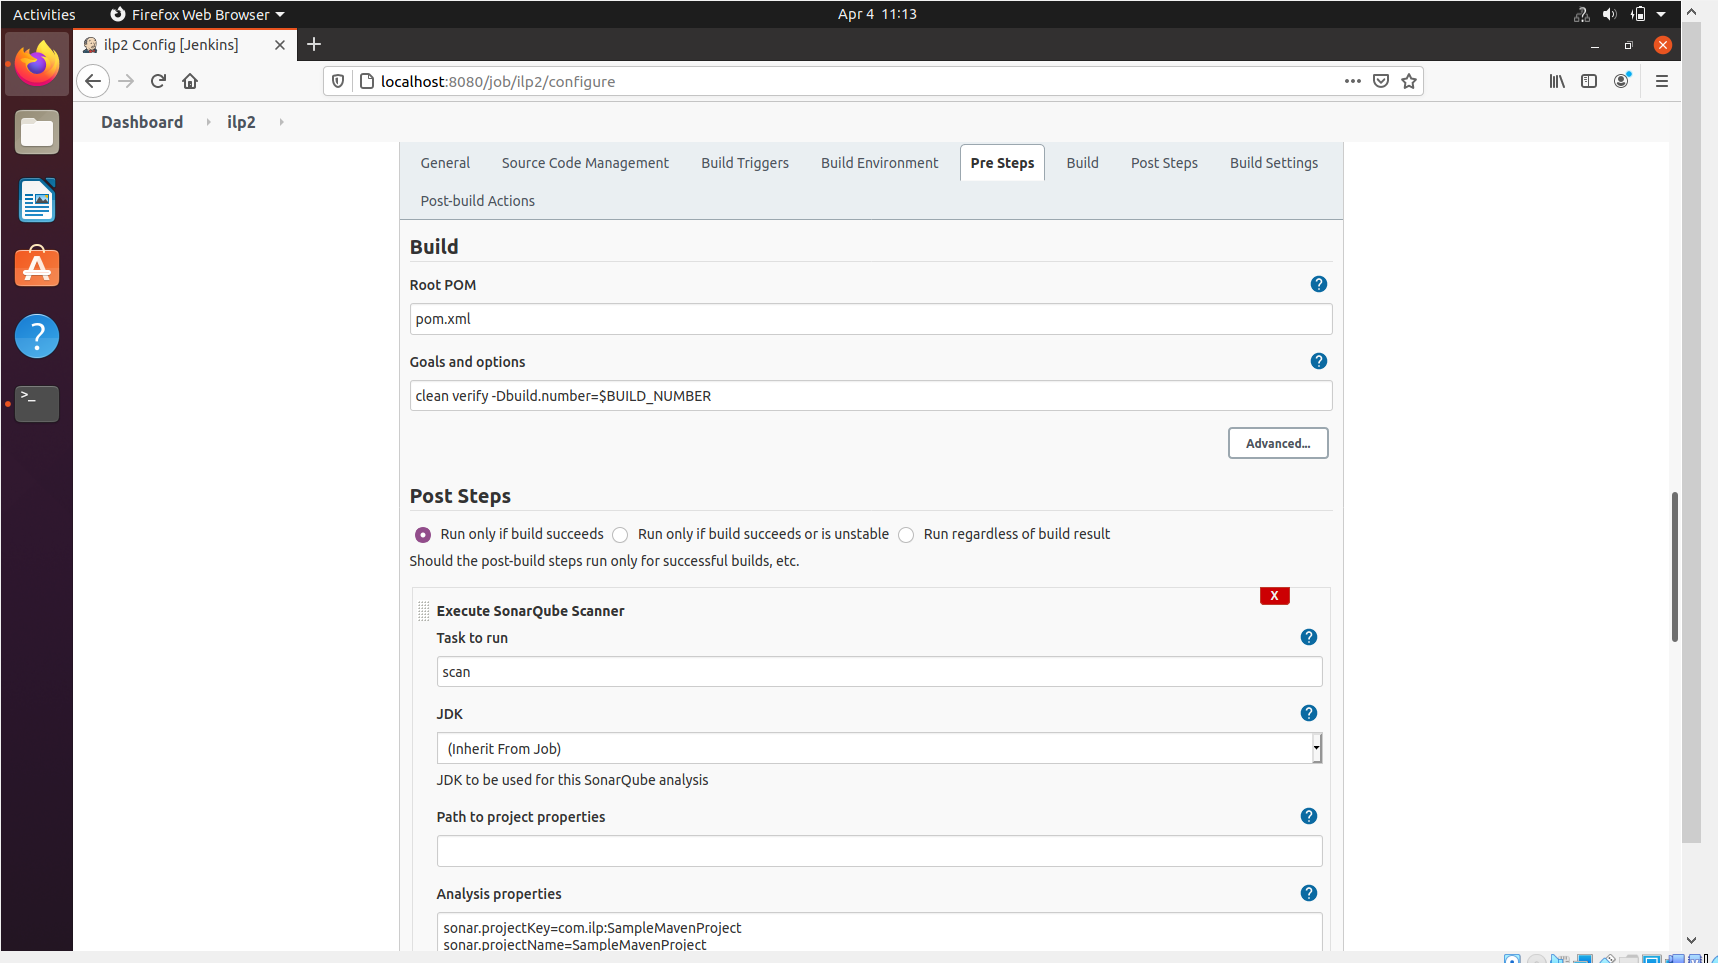 Activities
Firefox Web Browser
Apr 4 11:13
ilp2 Config [Jenkins]
localhost:8080/job/ilp2/configure
Dashboard
ilp2
General
Source Code Management
Build Triggers
Build Environment
Pre Steps
Build
Post Steps
Build Settings
Post-build Actions
Build
Root POM
pom.xml
Goals and options
clean verify -Dbuild.number=$BUILD_NUMBER
Advanced...
Post Steps
Run only if build succeeds
Run only if build succeeds or is unstable
Run regardless of build result
Should the post-build steps run only for successful builds, etc.
X
Execute SonarQube Scanner
Task to run
scan
JDK
(Inherit From Job)
JDK to be used for this SonarQube analysis
Path to project properties
Analysis properties
sonar.projectKey=com.ilp:SampleMavenProject
sonar.projectName=SampleMavenProject